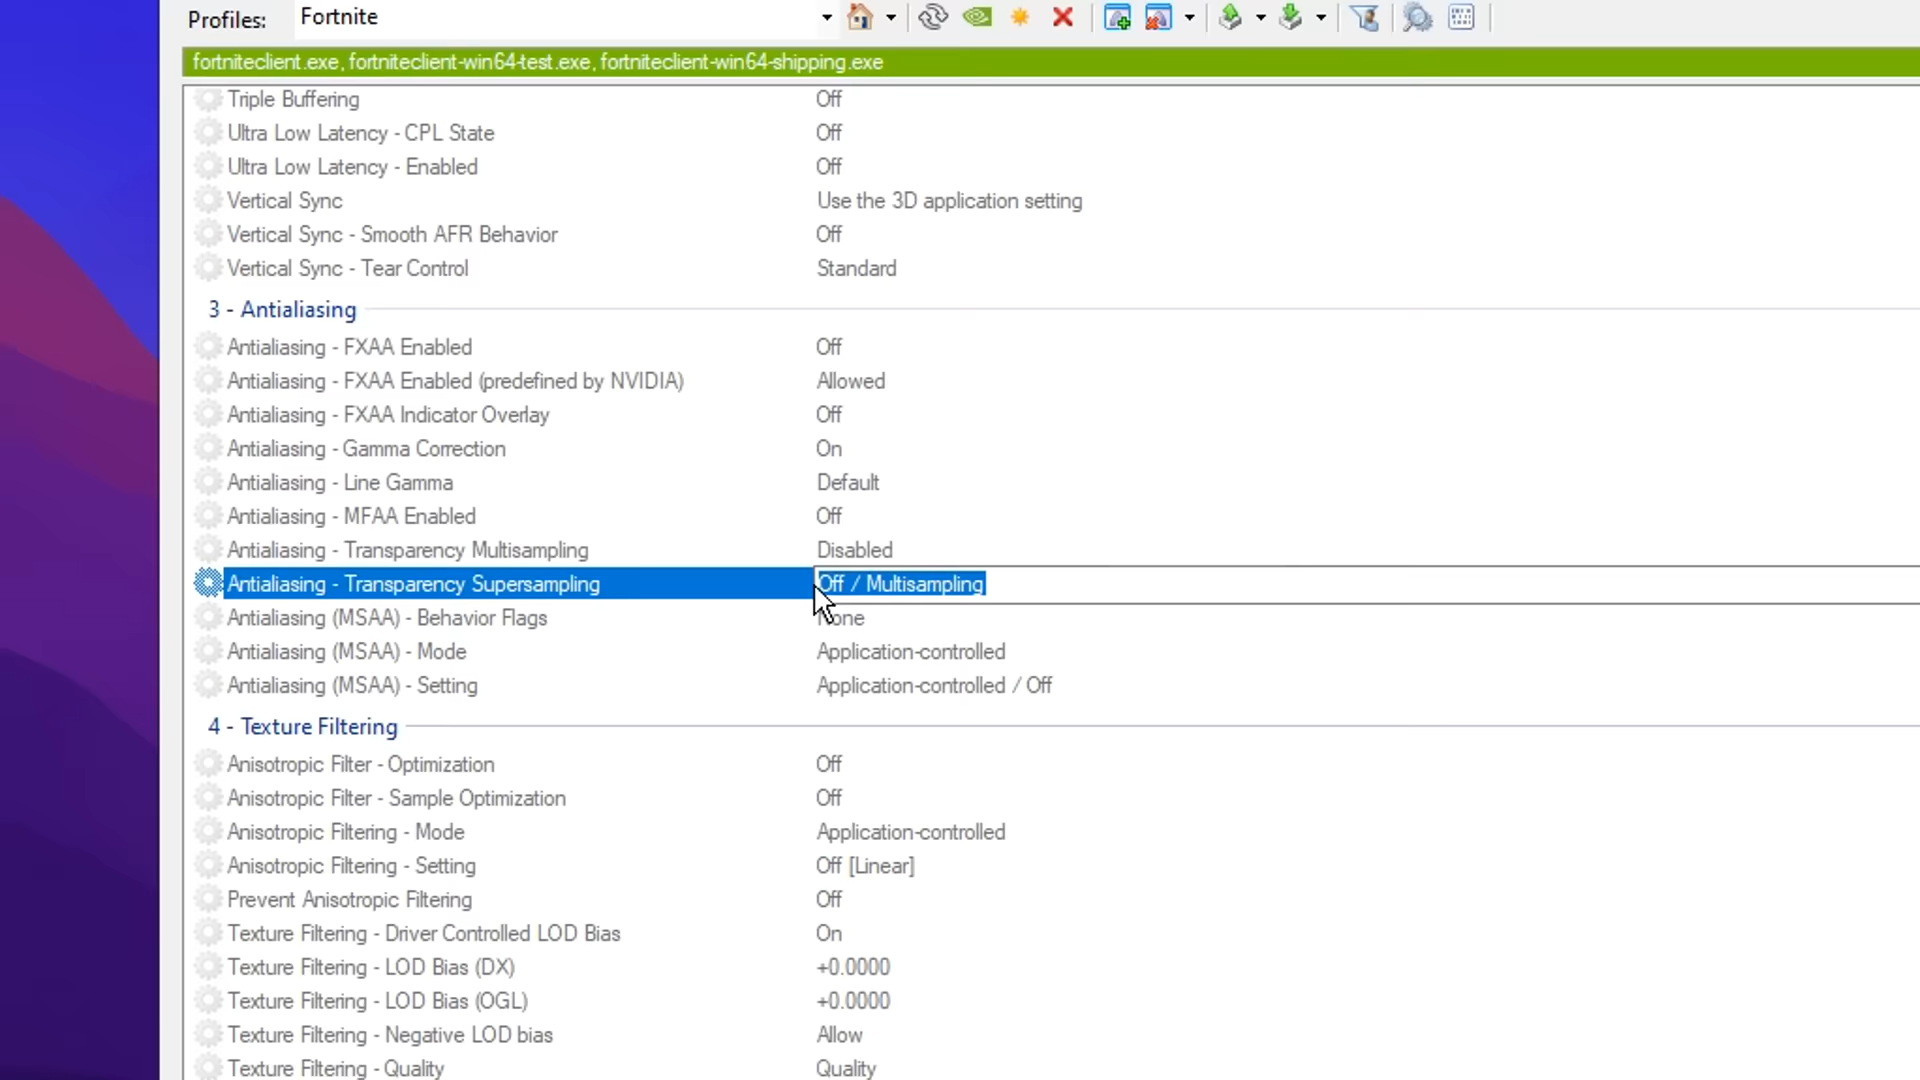 Profiles: Fortnite
fortniteclient.exe, fortniteclient-win64-test.exe, fortniteclient-win64-shipping.exe
Triple Buffering Off
Ultra Low Latency - CPL State Off
Ultra Low Latency - Enabled Off
Vertical Sync Use the 3D application setting
Vertical Sync - Smooth AFR Behavior Off
Vertical Sync - Tear Control Standard
3 - Antialiasing
Antialiasing - FXAA Enabled Off
Antialiasing - FXAA Enabled (predefined by NVIDIA) Allowed
Antialiasing - FXAA Indicator Overlay Off
Antialiasing - Gamma Correction On
Antialiasing - Line Gamma Default
Antialiasing - MFAA Enabled Off
Antialiasing - Transparency Multisampling Disabled
Antialiasing - Transparency Supersampling Off / Multisampling
Antialiasing (MSAA) - Behavior Flags None
Antialiasing (MSAA) - Mode Application-controlled
Antialiasing (MSAA) - Setting Application-controlled / Off
4 - Texture Filtering
Anisotropic Filter - Optimization Off
Anisotropic Filter - Sample Optimization Off
Anisotropic Filtering - Mode Application-controlled
Anisotropic Filtering - Setting Off [Linear]
Prevent Anisotropic Filtering Off
Texture Filtering - Driver Controlled LOD Bias On
Texture Filtering - LOD Bias (DX) +0.0000
Texture Filtering - LOD Bias (OGL) +0.0000
Texture Filtering - Negative LOD bias Allow
Texture Filtering - Quality Quality